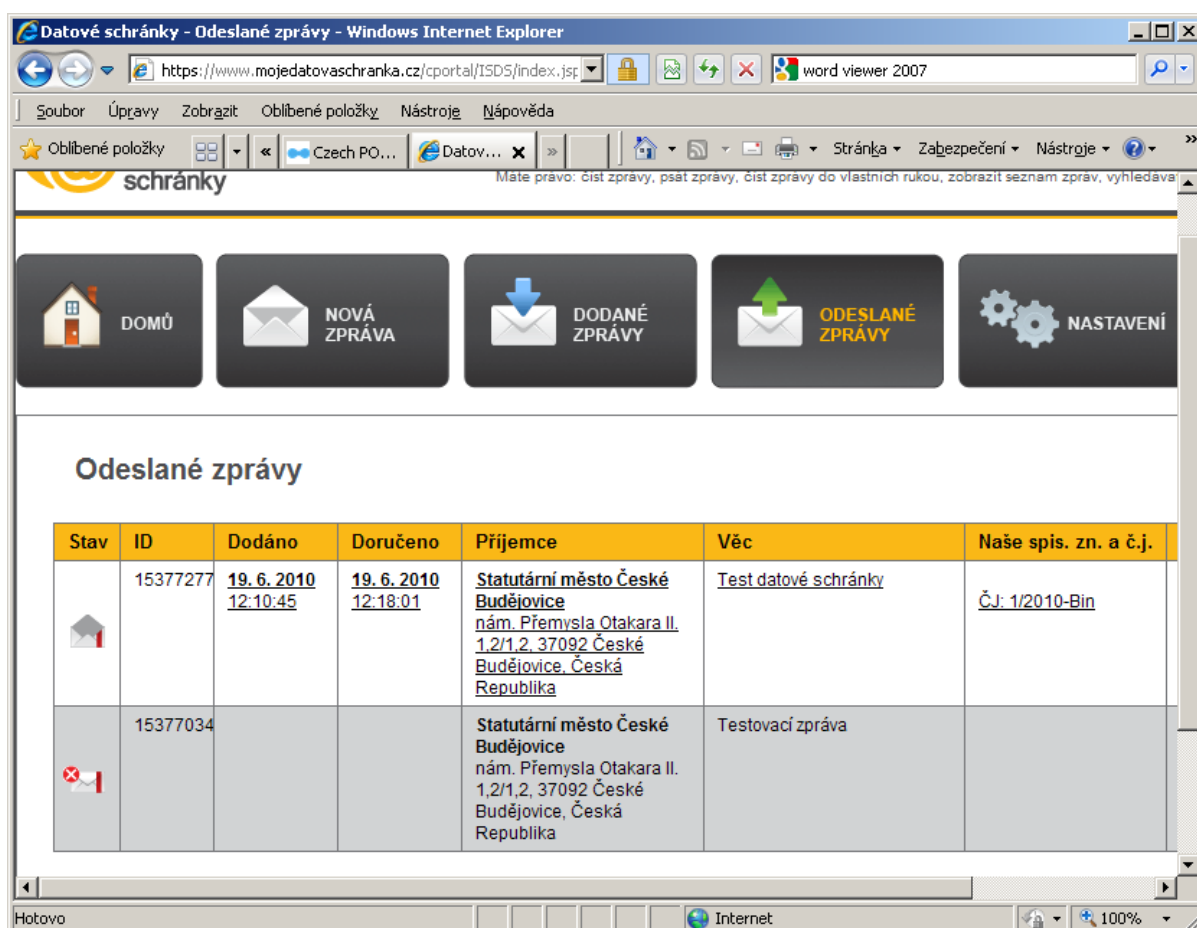 Datové schránky - Odeslané zprávy - Windows Internet Explorer
https://www.mojedatovaschranka.cz/cportal/ISDS/index.jsp
word viewer 2007
Soubor Úpravy Zobrazit Oblíbené položky Nástroje Nápověda
Oblíbené položky
Czech PO...
Datov...
Stránka
Zabezpečení
Nástroje
schránky
Máte právo: číst zprávy, psát zprávy, číst zprávy do vlastních rukou, zobrazit seznam zpráv, vyhledáva
DOMŮ
NOVÁ
ZPRÁVA
DODANÉ
ZPRÁVY
ODESLANÉ
ZPRÁVY
NASTAVENÍ
Odeslané zprávy
Stav ID Dodáno Doručeno Příjemce Věc Naše spis. zn. a č.j.
15377277
19. 6. 2010
12:10:45
19. 6. 2010
12:18:01
Statutární město České
Budějovice
nám. Přemysla Otakara II.
1,2/1,2, 37092 České
Budějovice, Česká
Republika
Test datové schránky
ČJ: 1/2010-Bin
15377034
Statutární město České
Budějovice
nám. Přemysla Otakara II.
1,2/1,2, 37092 České
Budějovice, Česká
Republika
Testovací zpráva
Hotovo
Internet
100%